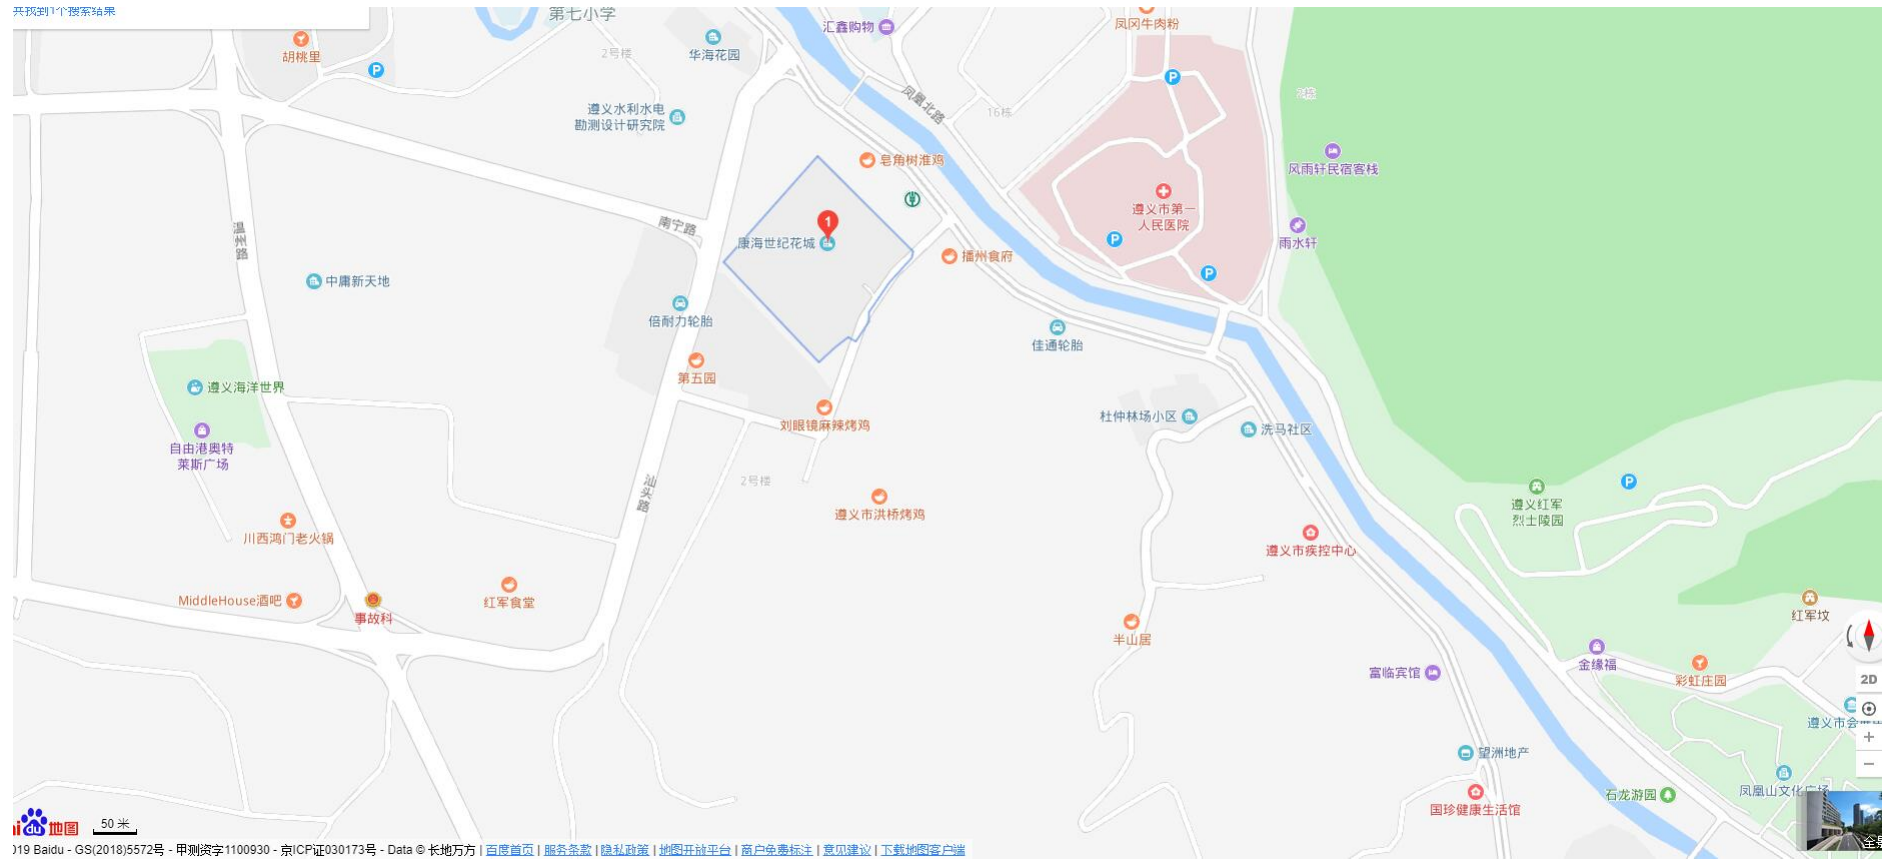 共找到1个搜索结果
第七小学
汇鑫购物
凤冈牛肉粉
胡桃里
2号楼
华海花园
遵义水利水电
勘测设计研究院
凤凰北路
16栋
皂角树淮鸡
风雨轩民宿客栈
遵义市第一
人民医院
南宁路
雨水轩
1
康海世纪花城
播州食府
中庸新天地
倍耐力轮胎
佳通轮胎
第五园
遵义海洋世界
杜仲林场小区
刘眼镜麻辣烤鸡
洗马社区
自由港奥特
莱斯广场
2号楼
汕头路
遵义市洪桥烤鸡
遵义红军
烈士陵园
川西鸿门老火锅
遵义市疾控中心
MiddleHouse酒吧
红军食堂
事故科
红军坟
半山居
金缘福
富临宾馆
彩虹庄园
2D
遵义市会
望洲地产
凤凰山文化广场
石龙游园
国珍健康生活馆
P
P
P
P
P
du 地图
50 米
全景
019 Baidu - GS(2018)5572号 - 甲测资字1100930 - 京ICP证030173号 - Data © 长地万方 | 百度首页 | 服务条款 | 隐私政策 | 地图开放平台 | 商户免费标注 | 意见建议 | 下载地图客户端